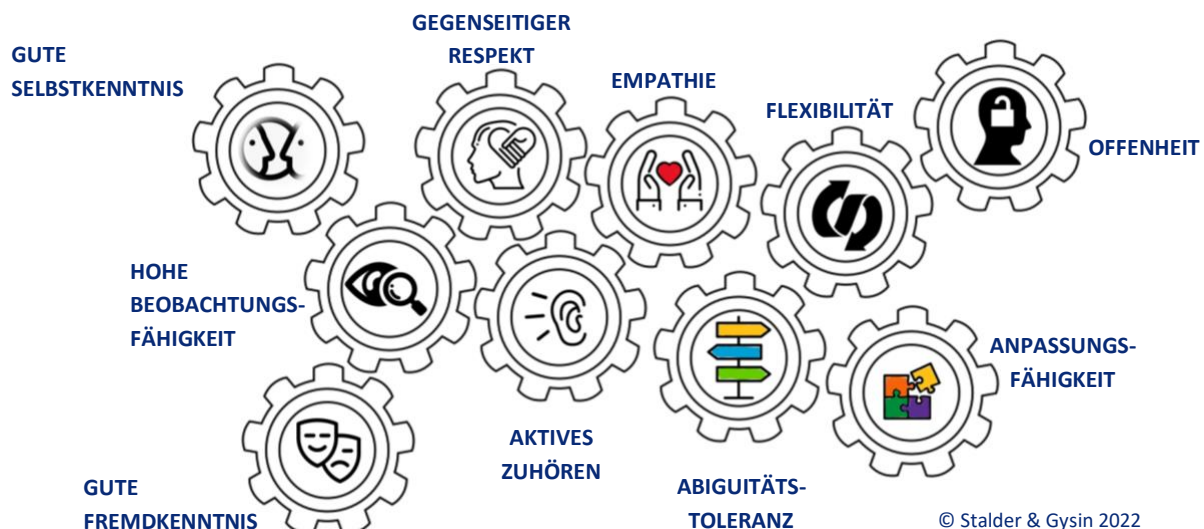 GUTE
SELBSTKENNTNIS
GEGENSEITIGER
RESPEKT
EMPATHIE
FLEXIBILITÄT
OFFENHEIT
HOHE
BEOBACHTUNGS-
FÄHIGKEIT
AKTIVES
ZUHÖREN
ANPASSUNGS-
FÄHIGKEIT
GUTE
FREMDKENNTNIS
ABIGUITÄTS-
TOLERANZ
© Stalder & Gysin 2022